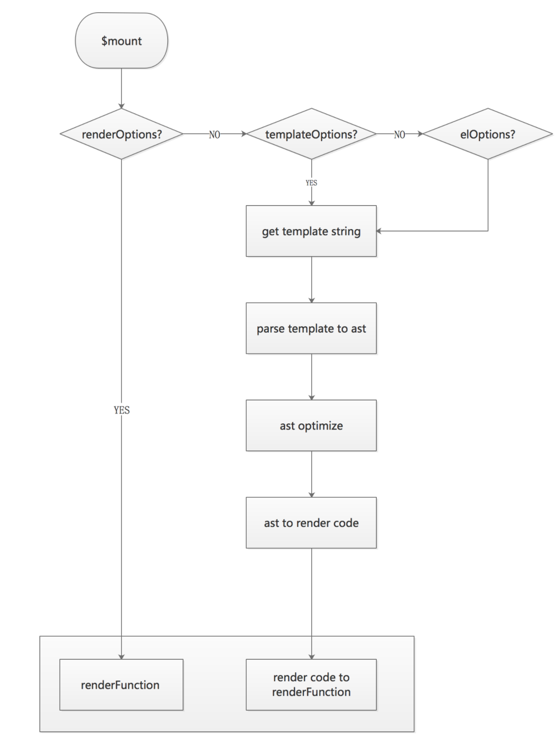 $mount
renderOptions?
NO
templateOptions?
NO
elOptions?
YES
get template string
parse template to ast
YES
ast optimize
ast to render code
renderFunction
render code to
renderFunction